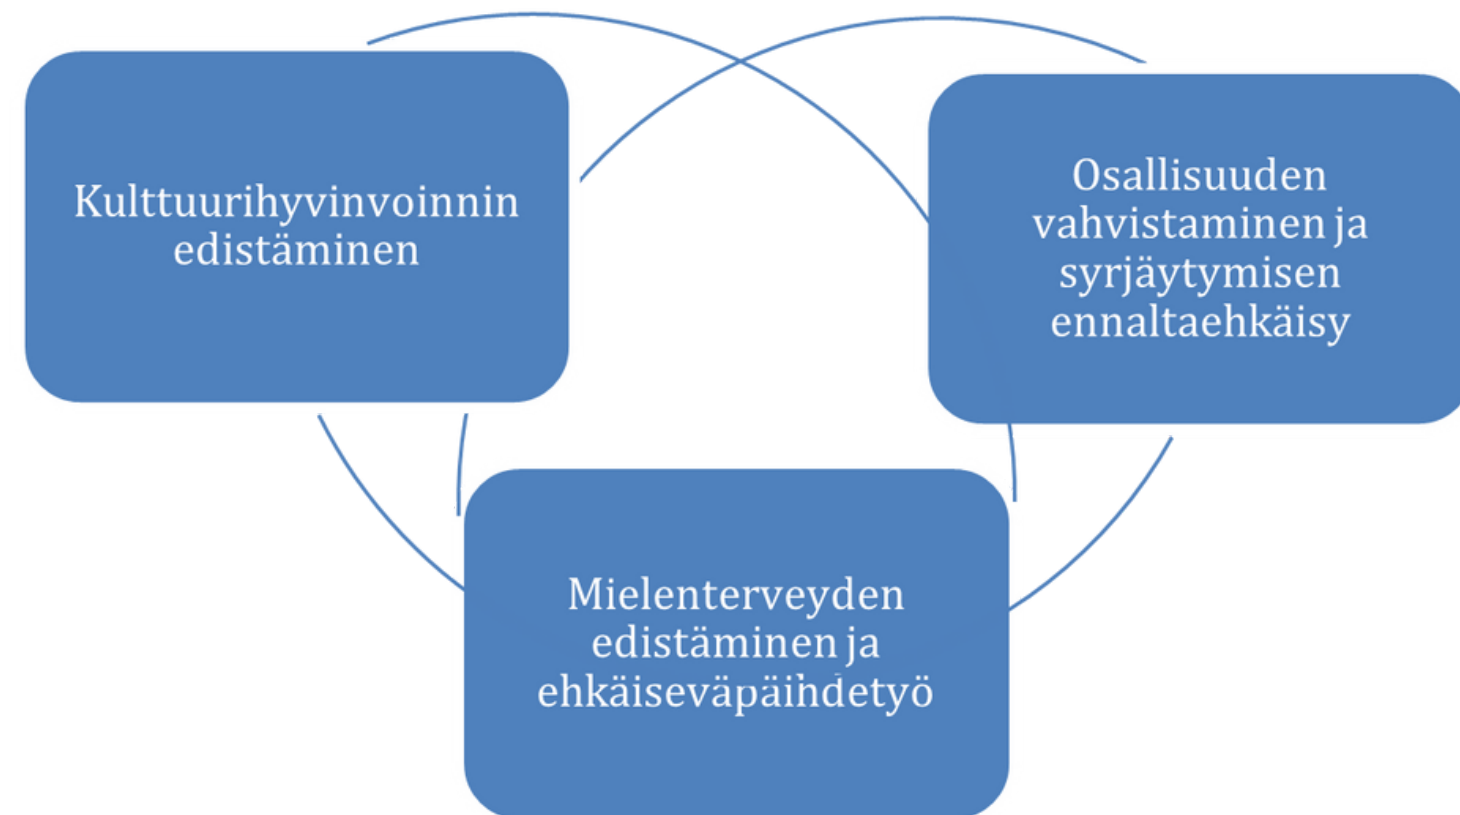 Kulttuurihyvinvoinnin
edistäminen
Osallisuuden
vahvistaminen ja
syrjäytymisen
ennaltaehkäisy
Mielenterveyden
edistäminen ja
ehkäiseväpäihdetyö